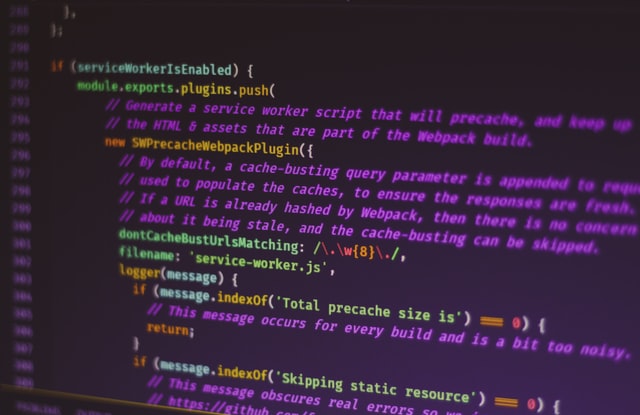 288 },
289 };
290
291 if (serviceWorkerIsEnabled) {
292 module.exports.plugins.push(
293 // Generate a service worker script that will precache, and keep up
294 // the HTML & assets that are part of the Webpack build.
295 new SWPrecacheWebpackPlugin({
296 // By default, a cache-busting query parameter is appended to requ
297 // used to populate the caches, to ensure the responses are fresh.
298 // If a URL is already hashed by Webpack, then there is no concern
299 // about it being stale, and the cache-busting can be skipped.
300 dontCacheBustUrlsMatching: /\.\w{8}\./,
301 filename: 'service-worker.js',
302 logger(message) {
303 if (message.indexOf('Total precache size is') === 0) {
304 // This message occurs for every build and is a bit too noisy.
305 return;
306 }
307 if (message.indexOf('Skipping static resource') === 0) {
308 // This message obscures real errors so we
309 // https://github.com/f